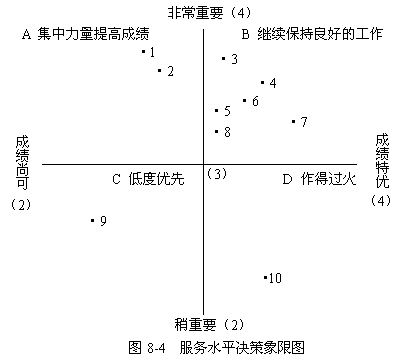 非常重要（4）
A 集中力量提高成绩
B 继续保持良好的工作
1
2
3
4
5
6
7
8
成绩尚可
（2）
C 低度优先
（3）
D 作得过火
成绩特优
（4）
9
10
稍重要（2）
图 8-4 服务水平决策象限图